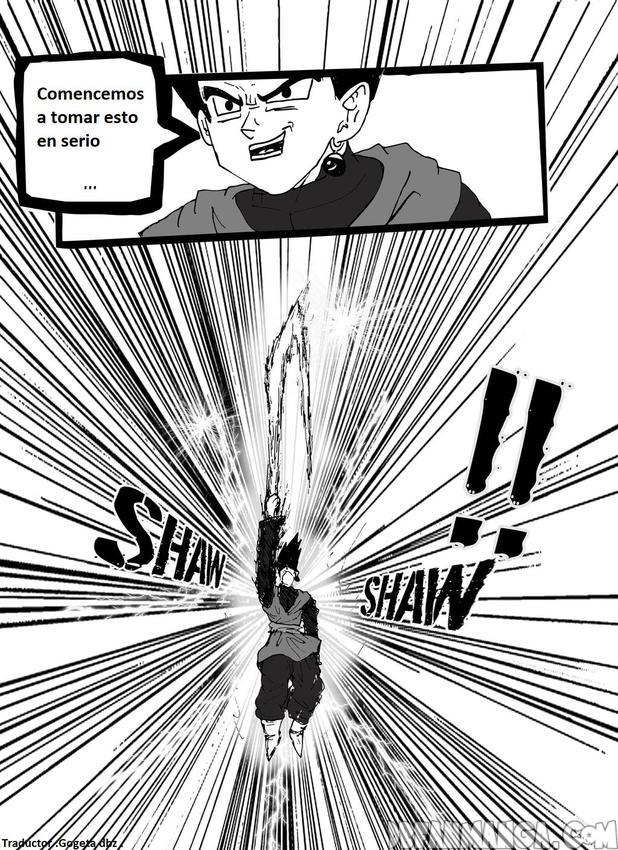 Comencemos
a tomar esto
en serio
...
!!
SHAW
SHAW
Traductor :Gogeta dbz .